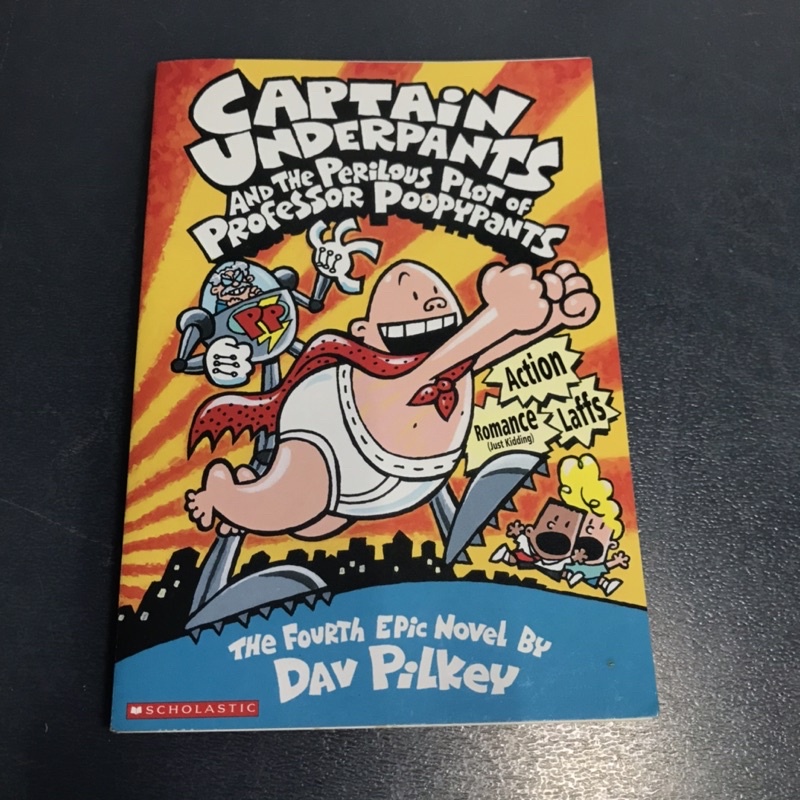 CAPTAIN
UNDERPANTS
AND THE PERILOUS PLOT OF
PROFESSOR POOPYPANTS
PP
Action
Romance
(Just Kidding)
Laffs
THE FOURTH EPIC NOVEL BY
DAV PILKEY
SCHOLASTIC